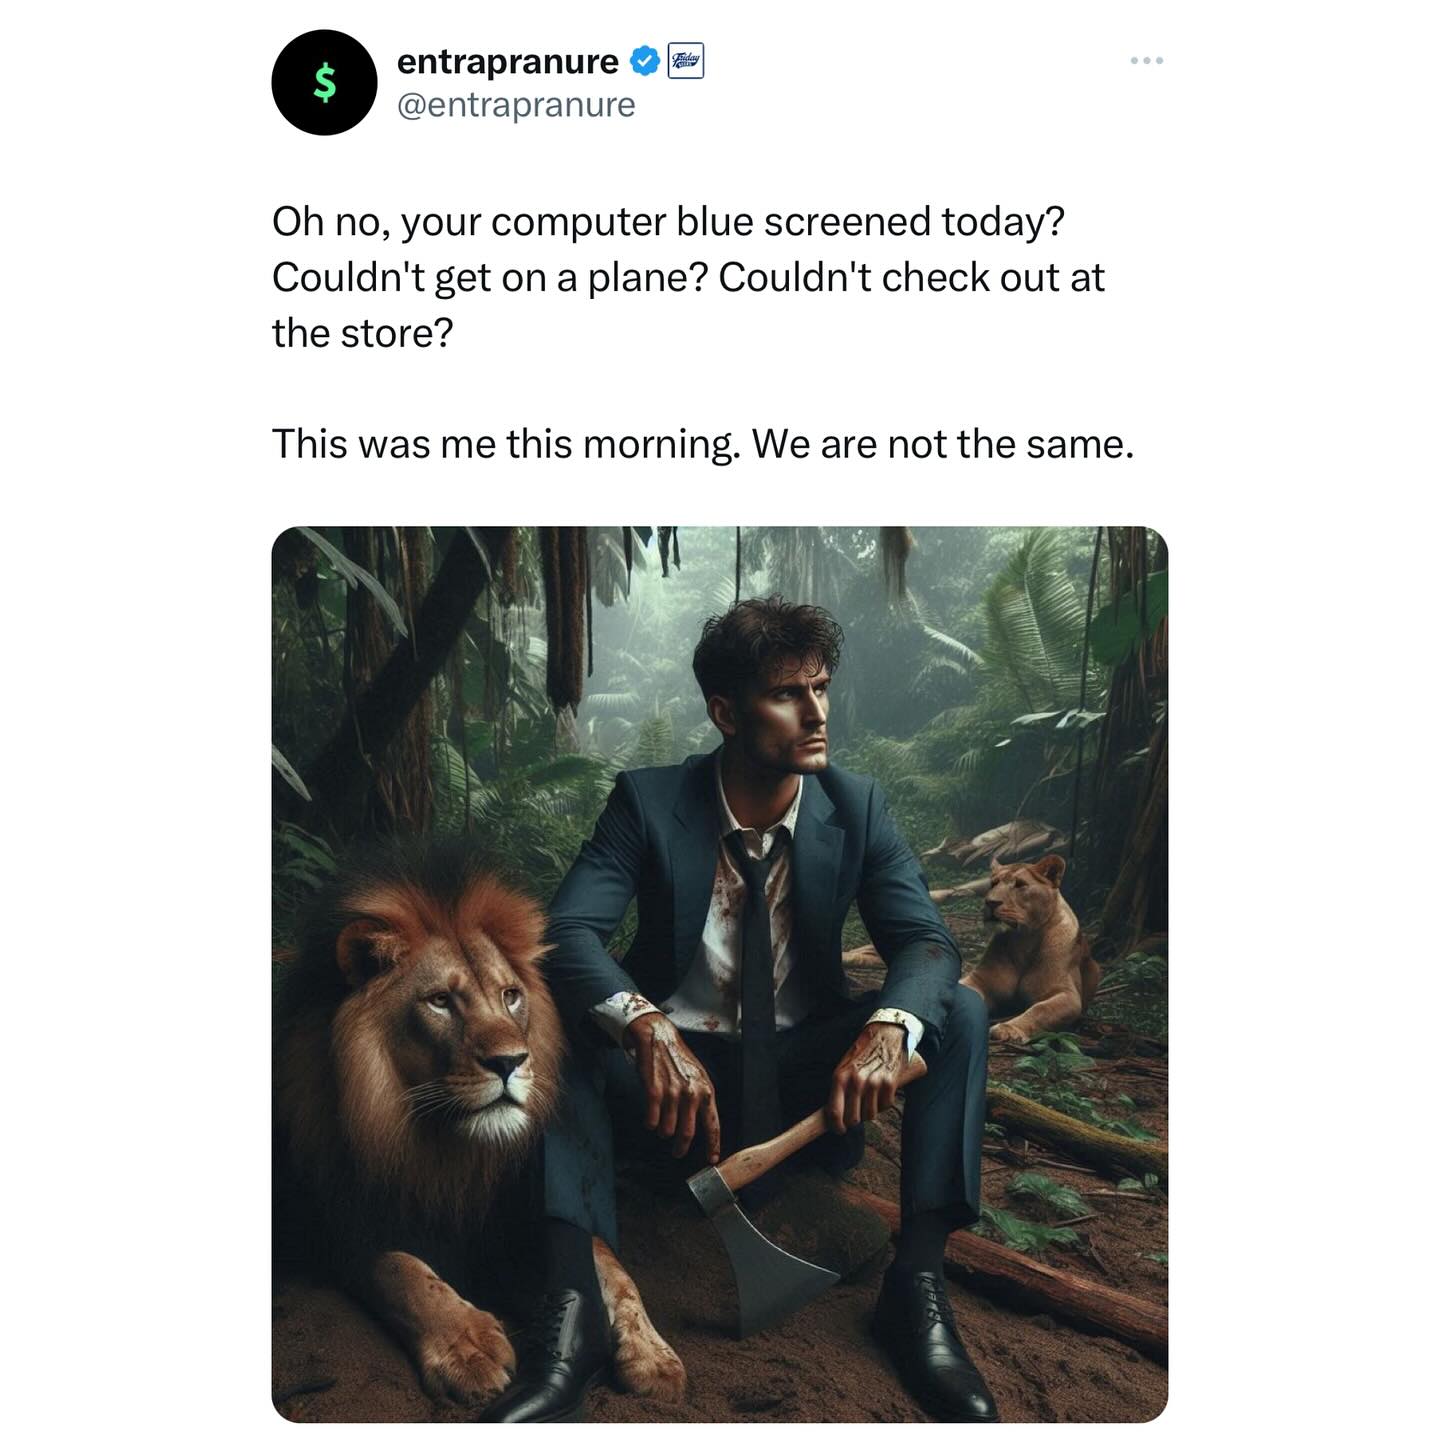 entrapranure
Friday
@entrapranure
Oh no, your computer blue screened today?
Couldn't get on a plane? Couldn't check out at
the store?
This was me this morning. We are not the same.